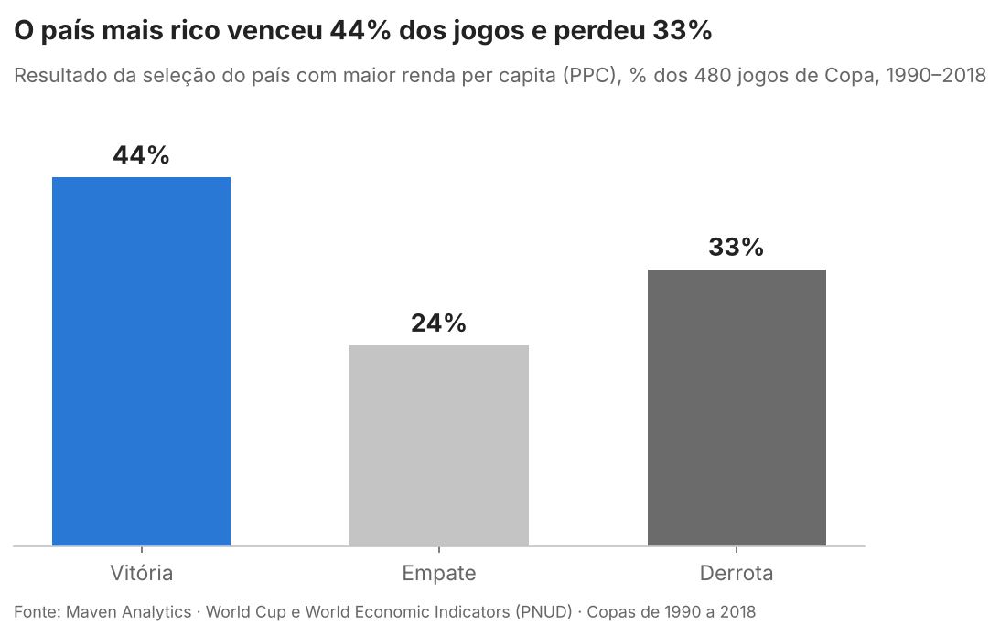 O país mais rico venceu 44% dos jogos e perdeu 33%
Resultado da seleção do país com maior renda per capita (PPC), % dos 480 jogos de Copa, 1990–2018
44%
24%
33%
Vitória
Empate
Derrota
Fonte: Maven Analytics · World Cup e World Economic Indicators (PNUD) · Copas de 1990 a 2018